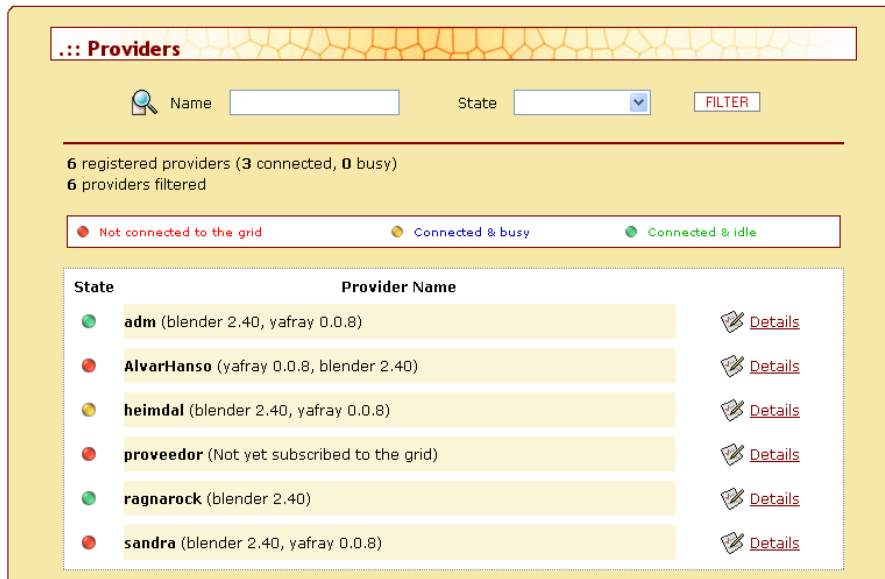 .:: Providers
Name State FILTER
6 registered providers (3 connected, 0 busy)
6 providers filtered
Not connected to the grid Connected & busy Connected & idle
State Provider Name
adm (blender 2.40, yafray 0.0.8) Details
AlvarHanso (yafray 0.0.8, blender 2.40) Details
heimdal (blender 2.40, yafray 0.0.8) Details
proveedor (Not yet subscribed to the grid) Details
ragnarock (blender 2.40) Details
sandra (blender 2.40, yafray 0.0.8) Details